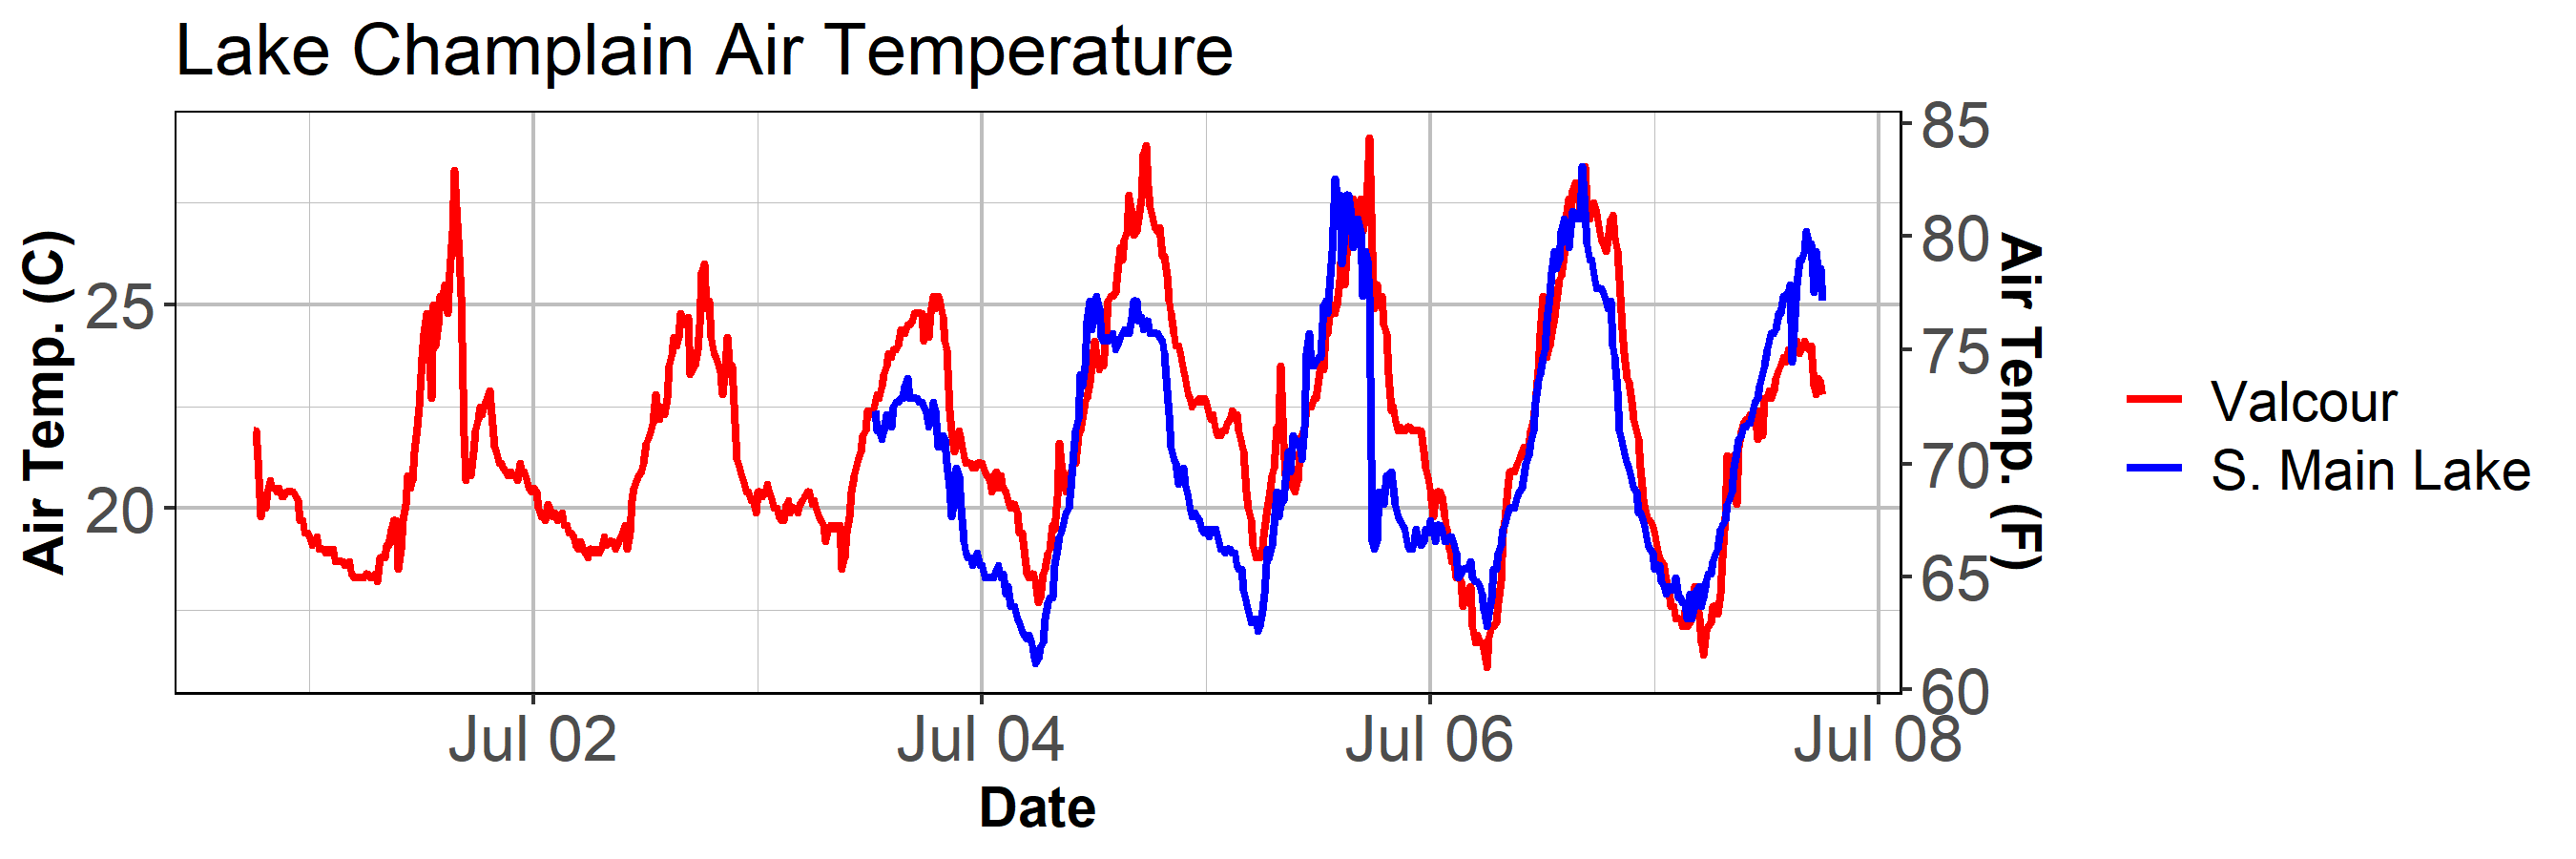 Lake Champlain Air Temperature
Air Temp. (C)
25
20
85
80
75
70
65
60
Air Temp. (F)
Jul 02
Jul 04
Jul 06
Jul 08
Date
Valcour
S. Main Lake